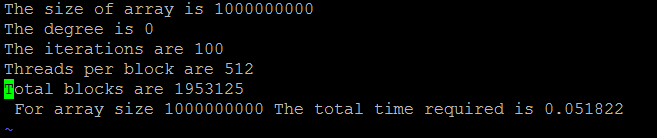 The size of array is 1000000000
The degree is 0
The iterations are 100
Threads per block are 512
Total blocks are 1953125
 For array size 1000000000 The total time required is 0.051822
~